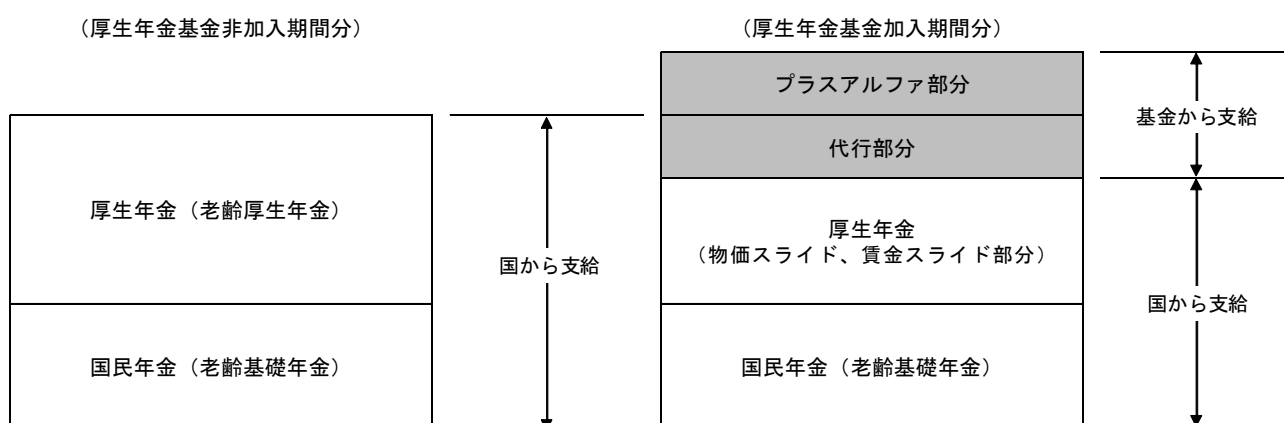 （厚生年金基金非加入期間分）
厚生年金（老齢厚生年金）
国民年金（老齢基礎年金）
国から支給
（厚生年金基金加入期間分）
プラスアルファ部分
代行部分
厚生年金
（物価スライド、賃金スライド部分）
国民年金（老齢基礎年金）
基金から支給
国から支給